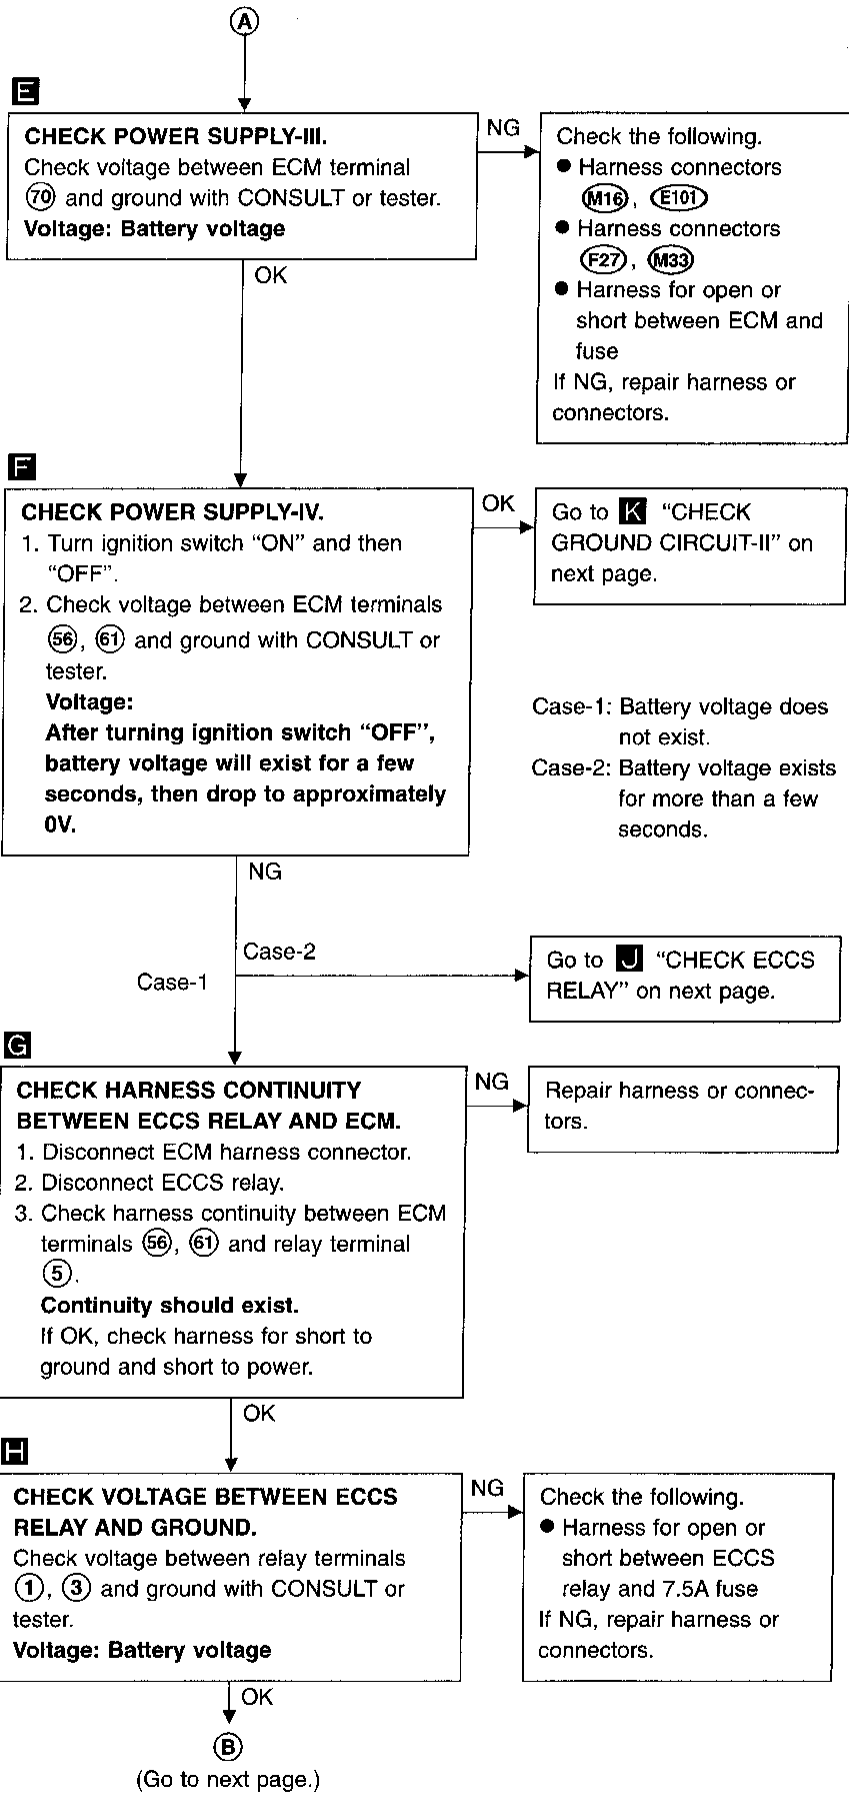 A
E
CHECK POWER SUPPLY-III.
Check voltage between ECM terminal
70 and ground with CONSULT or tester.
Voltage: Battery voltage
NG
Check the following.
● Harness connectors
M16, E101
● Harness connectors
F27, M33
● Harness for open or
short between ECM and
fuse
If NG, repair harness or
connectors.
OK
F
CHECK POWER SUPPLY-IV.
1. Turn ignition switch “ON” and then
“OFF”.
2. Check voltage between ECM terminals
56, 61 and ground with CONSULT or
tester.
Voltage:
After turning ignition switch “OFF”,
battery voltage will exist for a few
seconds, then drop to approximately
0V.
OK
Go to K “CHECK
GROUND CIRCUIT-II” on
next page.
Case-1: Battery voltage does
not exist.
Case-2: Battery voltage exists
for more than a few
seconds.
NG
Case-2
Case-1
Go to J “CHECK ECCS
RELAY” on next page.
G
CHECK HARNESS CONTINUITY
BETWEEN ECCS RELAY AND ECM.
1. Disconnect ECM harness connector.
2. Disconnect ECCS relay.
3. Check harness continuity between ECM
terminals 56, 61 and relay terminal
5.
Continuity should exist.
If OK, check harness for short to
ground and short to power.
NG
Repair harness or connec-
tors.
OK
H
CHECK VOLTAGE BETWEEN ECCS
RELAY AND GROUND.
Check voltage between relay terminals
1, 3 and ground with CONSULT or
tester.
Voltage: Battery voltage
NG
Check the following.
● Harness for open or
short between ECCS
relay and 7.5A fuse
If NG, repair harness or
connectors.
OK
B
(Go to next page.)